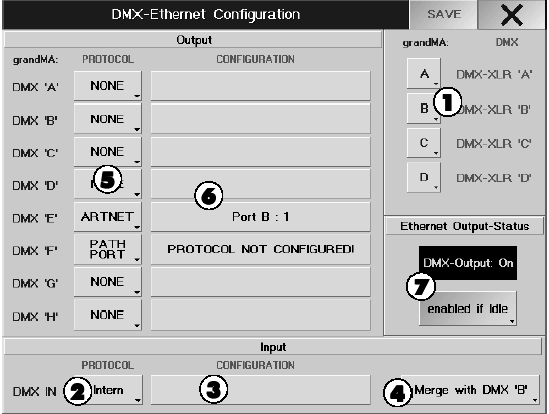 DMX-Ethernet Configuration
SAVE
Output
grandMA: PROTOCOL CONFIGURATION
grandMA: DMX
DMX 'A' NONE
A DMX-XLR 'A'
DMX 'B' NONE
B 1 DMX-XLR 'B'
DMX 'C' NONE
C DMX-XLR 'C'
DMX 'D' 5
6
D DMX-XLR 'D'
DMX 'E' ARTNET Port B : 1
Ethernet Output-Status
DMX 'F' PATH PORT PROTOCOL NOT CONFIGURED!
DMX-Output: On
DMX 'G' NONE
7
enabled if Idle
DMX 'H' NONE
Input
PROTOCOL CONFIGURATION
DMX IN 2 Intern 3 4 Merge with DMX 'B'